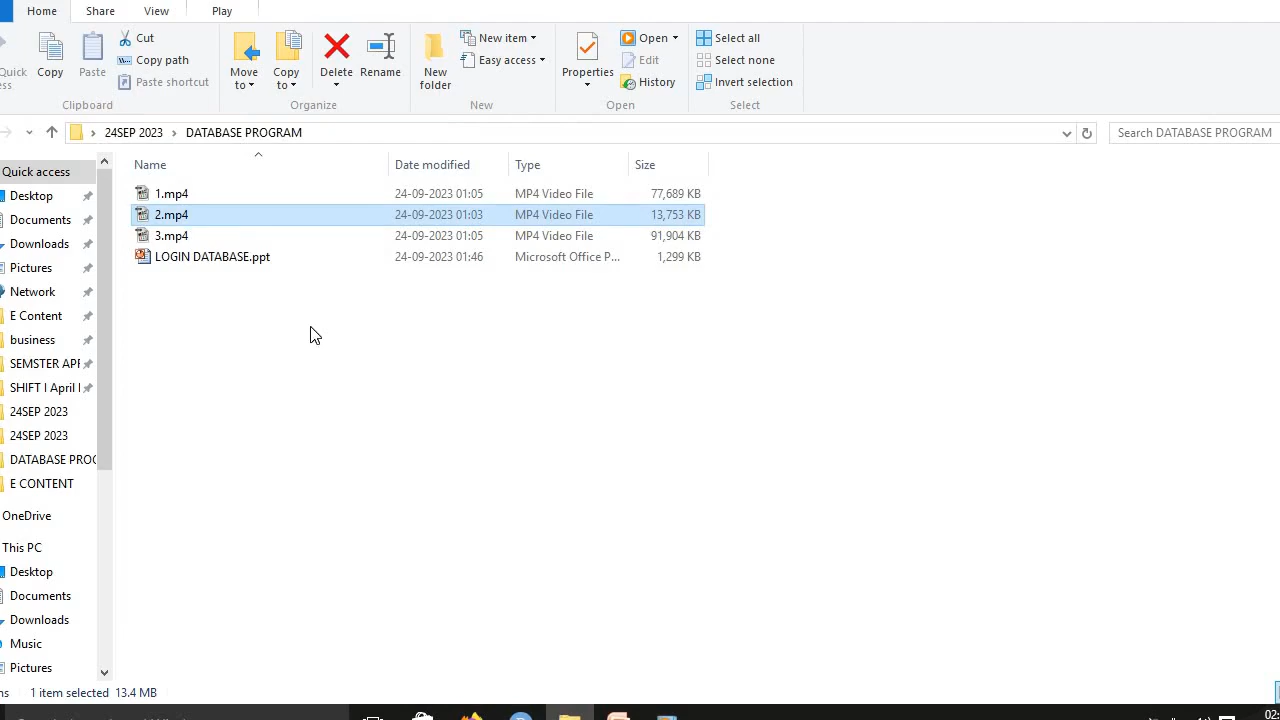 Home Share View Play
Cut
Copy path
Paste shortcut
Copy Paste
Clipboard
Move to Copy to Delete Rename
Organize
New folder
New item
Easy access
New
Properties
Open
Edit
History
Open
Select all
Select none
Invert selection
Select
24SEP 2023 DATABASE PROGRAM
Search DATABASE PROGRAM
Name Date modified Type Size
1.mp4 24-09-2023 01:05 MP4 Video File 77,689 KB
2.mp4 24-09-2023 01:03 MP4 Video File 13,753 KB
3.mp4 24-09-2023 01:05 MP4 Video File 91,904 KB
LOGIN DATABASE.ppt 24-09-2023 01:46 Microsoft Office P... 1,299 KB
Quick access
Desktop
Documents
Downloads
Pictures
Network
E Content
business
SEMSTER
SHIFT I April
24SEP 2023
24SEP 2023
DATABASE
E CONTENT
OneDrive
This PC
Desktop
Documents
Downloads
Music
Pictures
1 item selected 13.4 MB